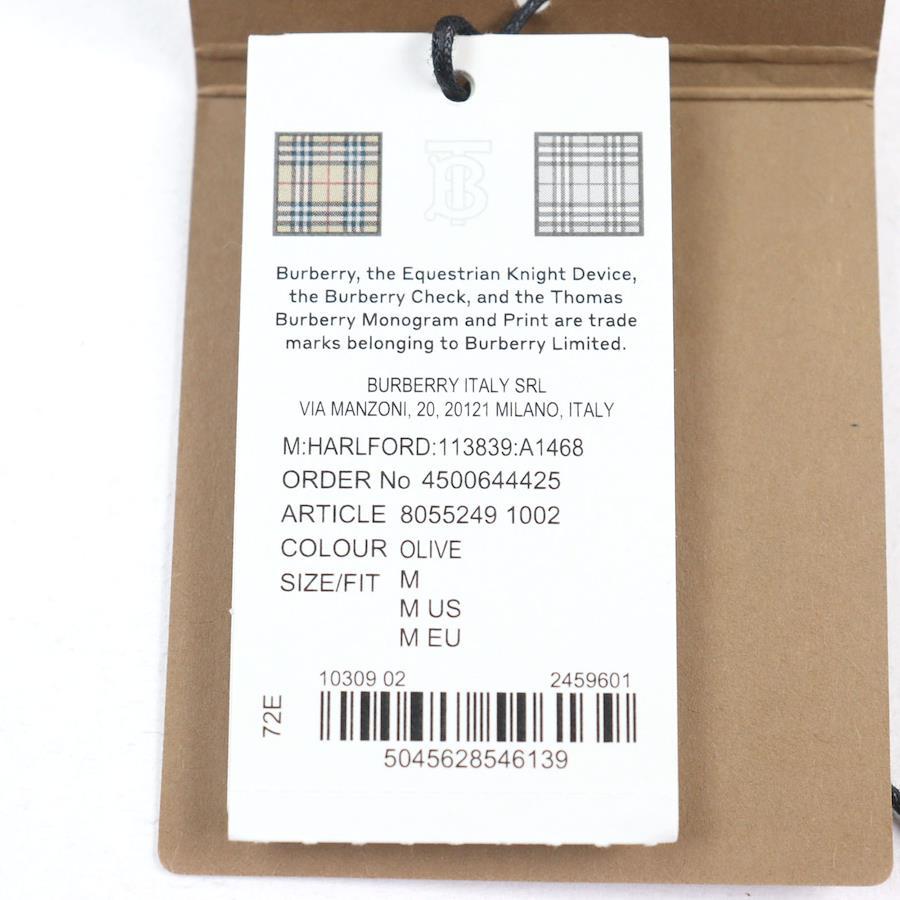 Burberry, the Equestrian Knight Device,
the Burberry Check, and the Thomas
Burberry Monogram and Print are trade
marks belonging to Burberry Limited.
BURBERRY ITALY SRL
VIA MANZONI, 20, 20121 MILANO, ITALY
M:HARLFORD:113839:A1468
ORDER No 4500644425
ARTICLE 8055249 1002
COLOUR OLIVE
SIZE/FIT M
M US
M EU
10309 02 2459601
72E
5045628546139